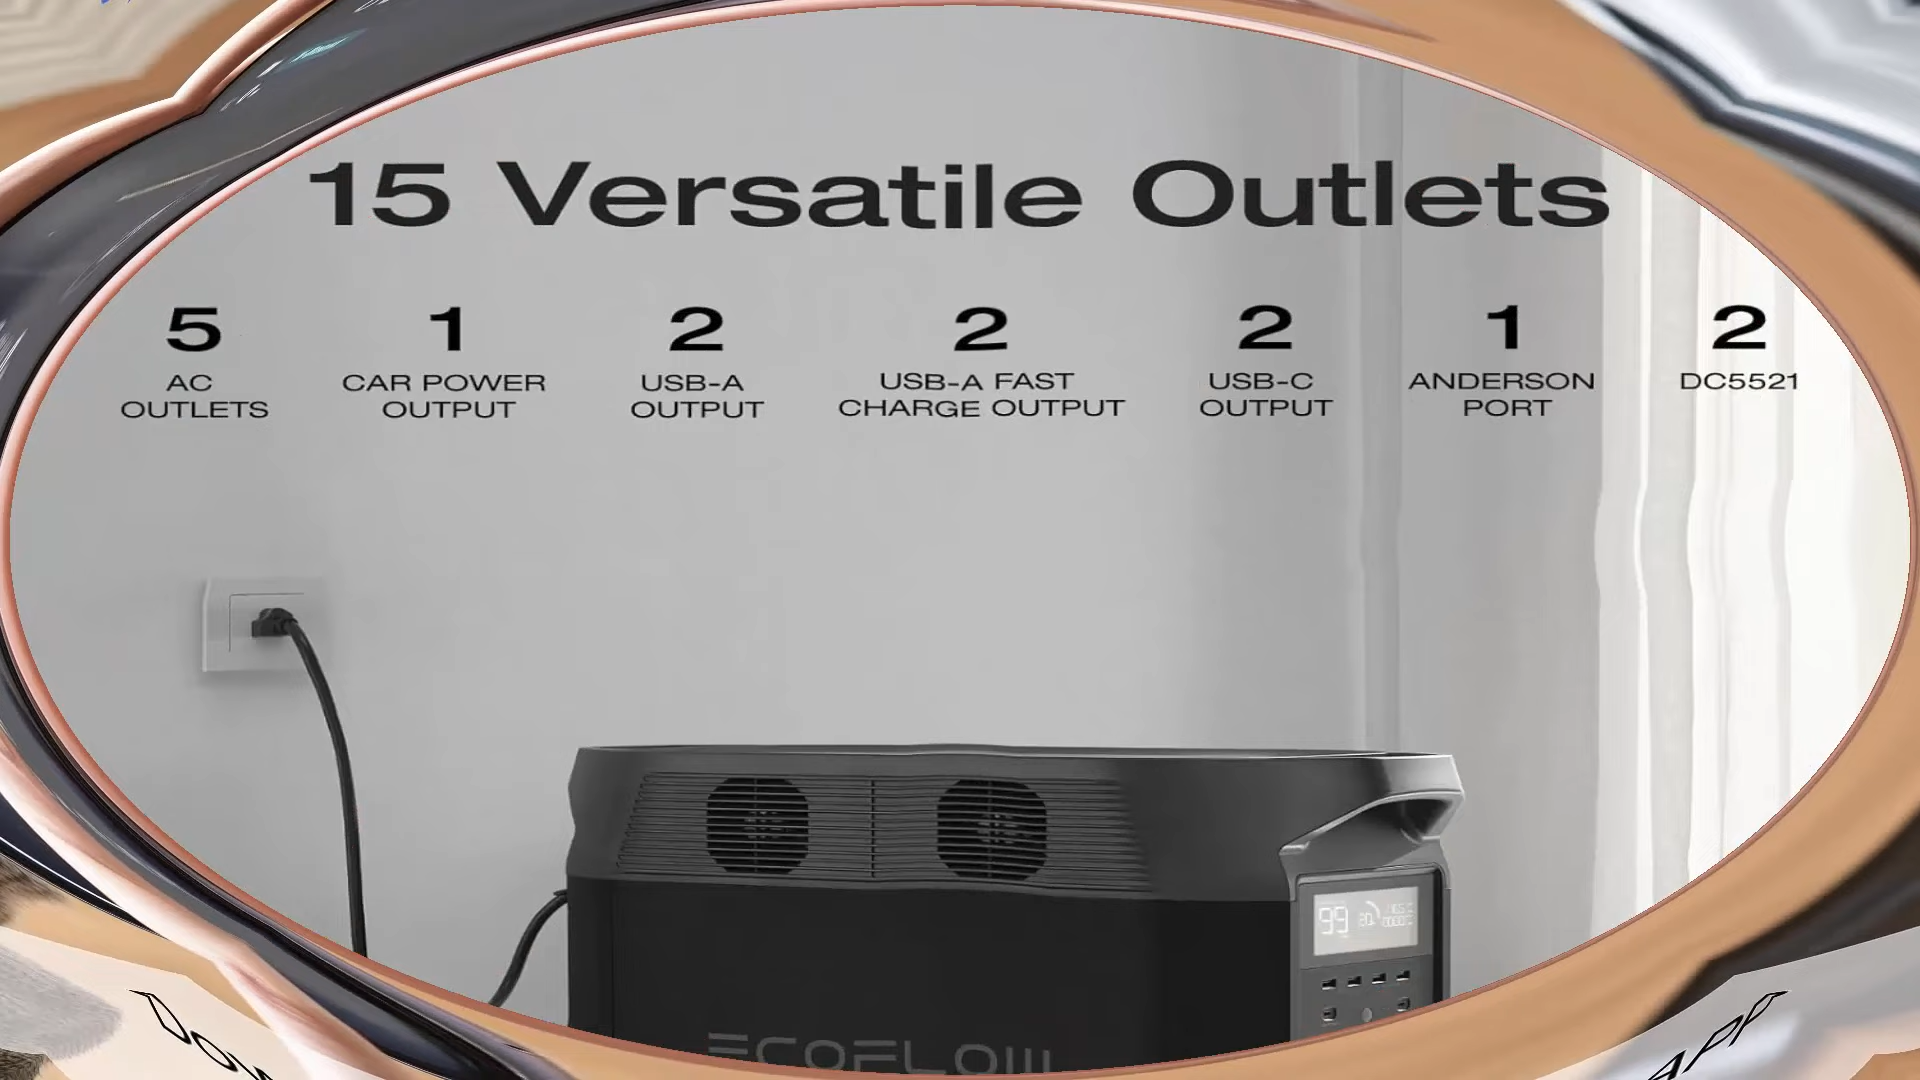 15 Versatile Outlets
5 1 2 2 2 1 2
AC CAR POWER USB-A USB-A FAST USB-C ANDERSON DC5521
OUTLETS OUTPUT OUTPUT CHARGE OUTPUT OUTPUT PORT
99
ECOFLOW
APP